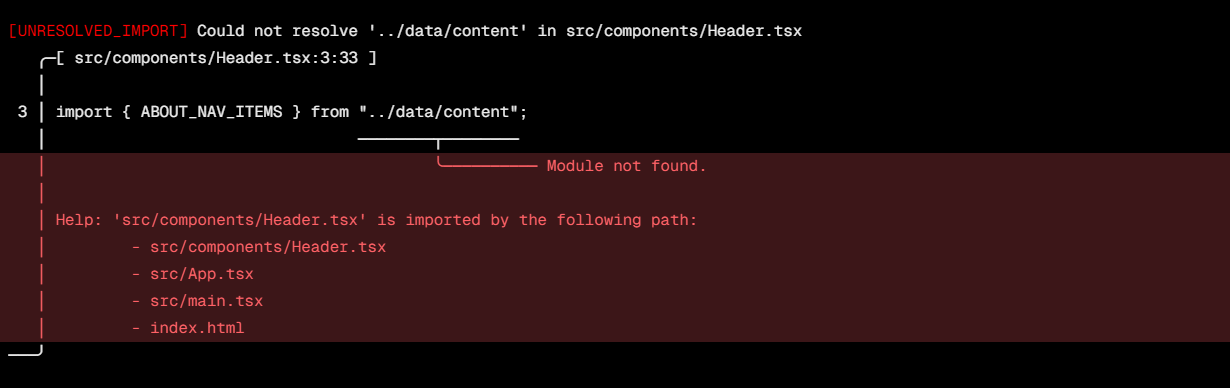 [UNRESOLVED_IMPORT] Could not resolve '../data/content' in src/components/Header.tsx
[ src/components/Header.tsx:3:33 ]
3 │ import { ABOUT_NAV_ITEMS } from "../data/content";
Module not found.
Help: 'src/components/Header.tsx' is imported by the following path:
- src/components/Header.tsx
- src/App.tsx
- src/main.tsx
- index.html